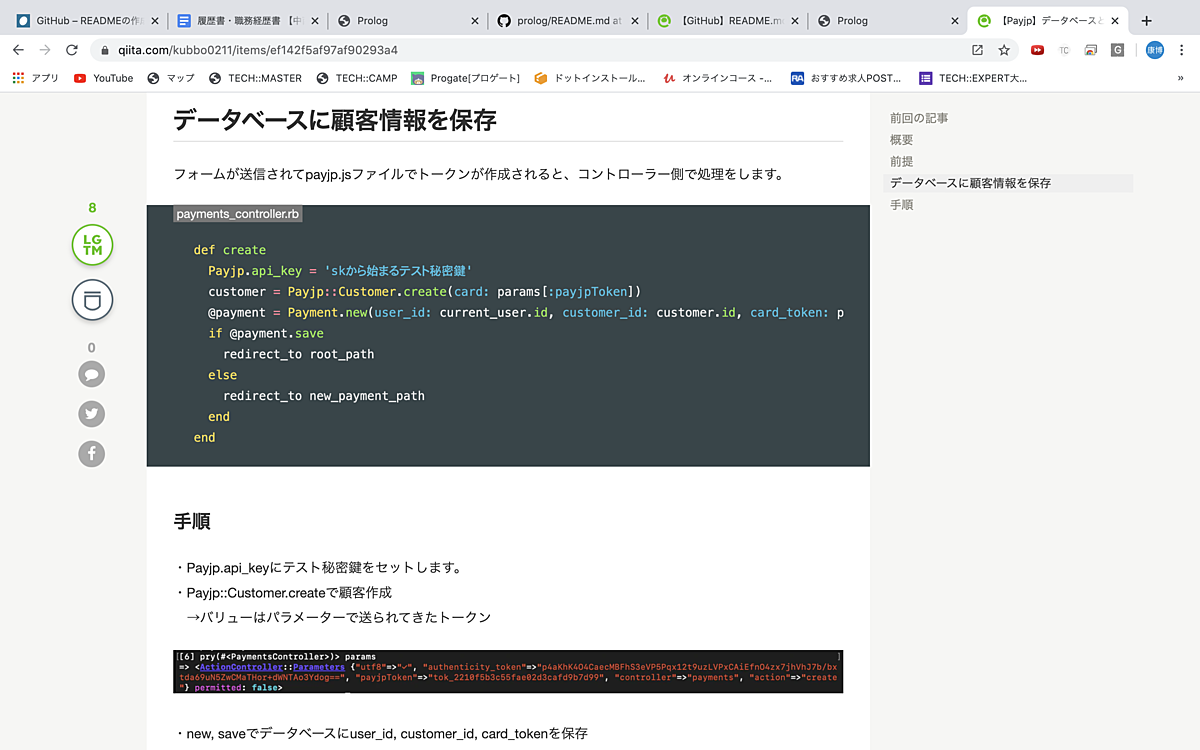 GitHub – READMEの作
履歴書・職務経歴書 【中
Prolog
prolog/README.md at
【GitHub】README.m
Prolog
【Payjp】データベースと
qiita.com/kubbo0211/items/ef142f5af97af90293a4
TC
G
康博
アプリ
YouTube
マップ
TECH::MASTER
TECH::CAMP
Progate[プロゲート]
ドットインストール...
オンラインコース -...
RA
おすすめ求人POST...
TECH::EXPERT大...
»
データベースに顧客情報を保存
フォームが送信されてpayjp.jsファイルでトークンが作成されると、コントローラー側で処理をします。
payments_controller.rb
def create
Payjp.api_key = 'skから始まるテスト秘密鍵'
customer = Payjp::Customer.create(card: params[:payjpToken])
@payment = Payment.new(user_id: current_user.id, customer_id: customer.id, card_token: p
if @payment.save
redirect_to root_path
else
redirect_to new_payment_path
end
end
8
LG
TM
0
手順
・Payjp.api_keyにテスト秘密鍵をセットします。
・Payjp::Customer.createで顧客作成
→バリューはパラメーターで送られてきたトークン
[6] pry(#<PaymentsController>)> params
=> <ActionController::Parameters {"utf8"=>"✓", "authenticity_token"=>"p4aKhK4O4CaecMBFhS3eVP5Pqx12t9uzLVPxCAiEfnO4zx7jhVhJ7b/bx
tda69uN5ZwCMaTHor+dWNTAo3Ydog==", "payjpToken"=>"tok_2210f5b3c55fae02d3cafd9b7d99", "controller"=>"payments", "action"=>"create
"} permitted: false>
・new, saveでデータベースにuser_id, customer_id, card_tokenを保存
前回の記事
概要
前提
データベースに顧客情報を保存
手順